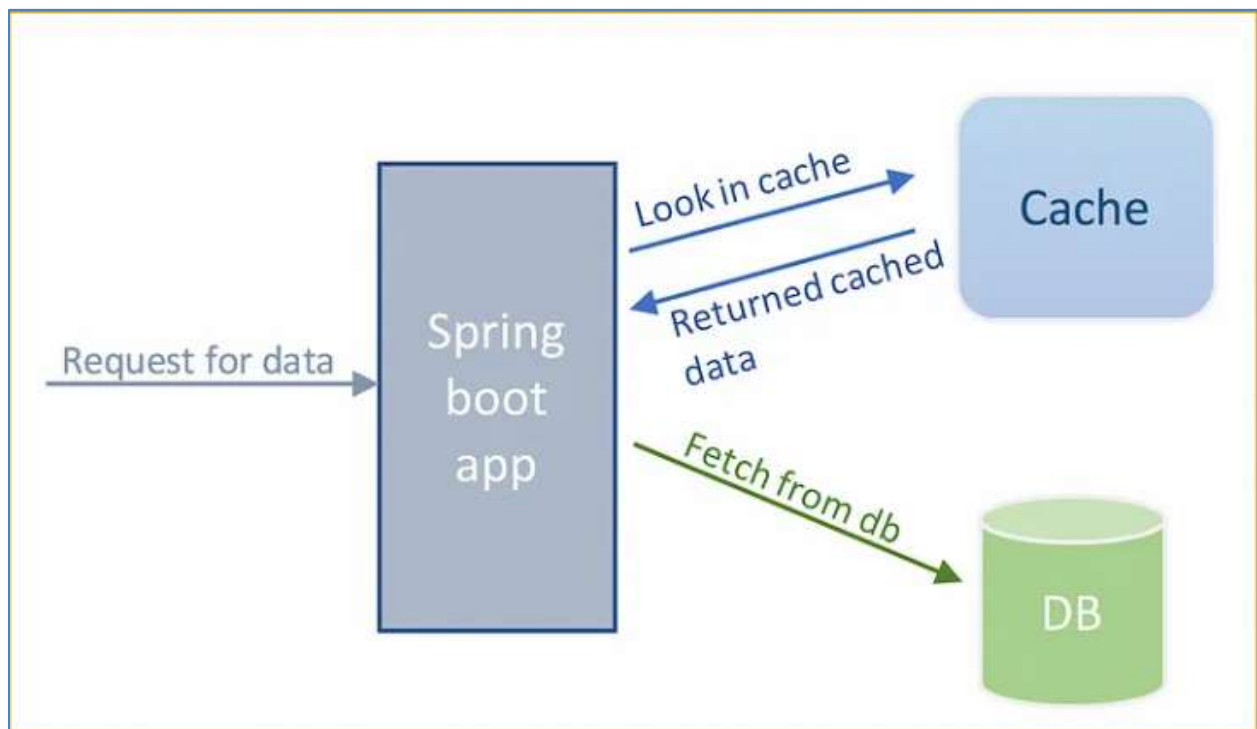 Request for data
Spring
boot
app
Look in cache
Returned cached
data
Fetch from db
Cache
DB